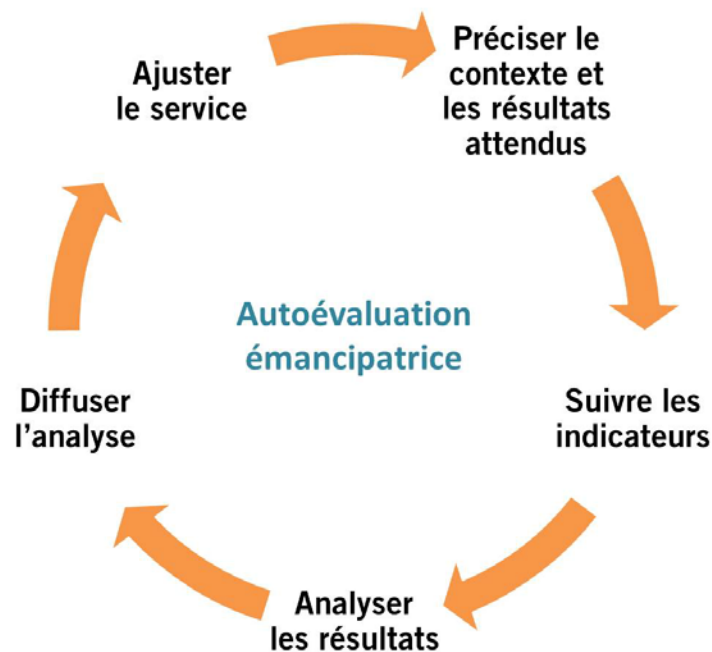 Préciser le
contexte et
les résultats
attendus
Suivre les
indicateurs
Analyser
les résultats
Diffuser
l'analyse
Ajuster
le service
Autoévaluation
émancipatrice